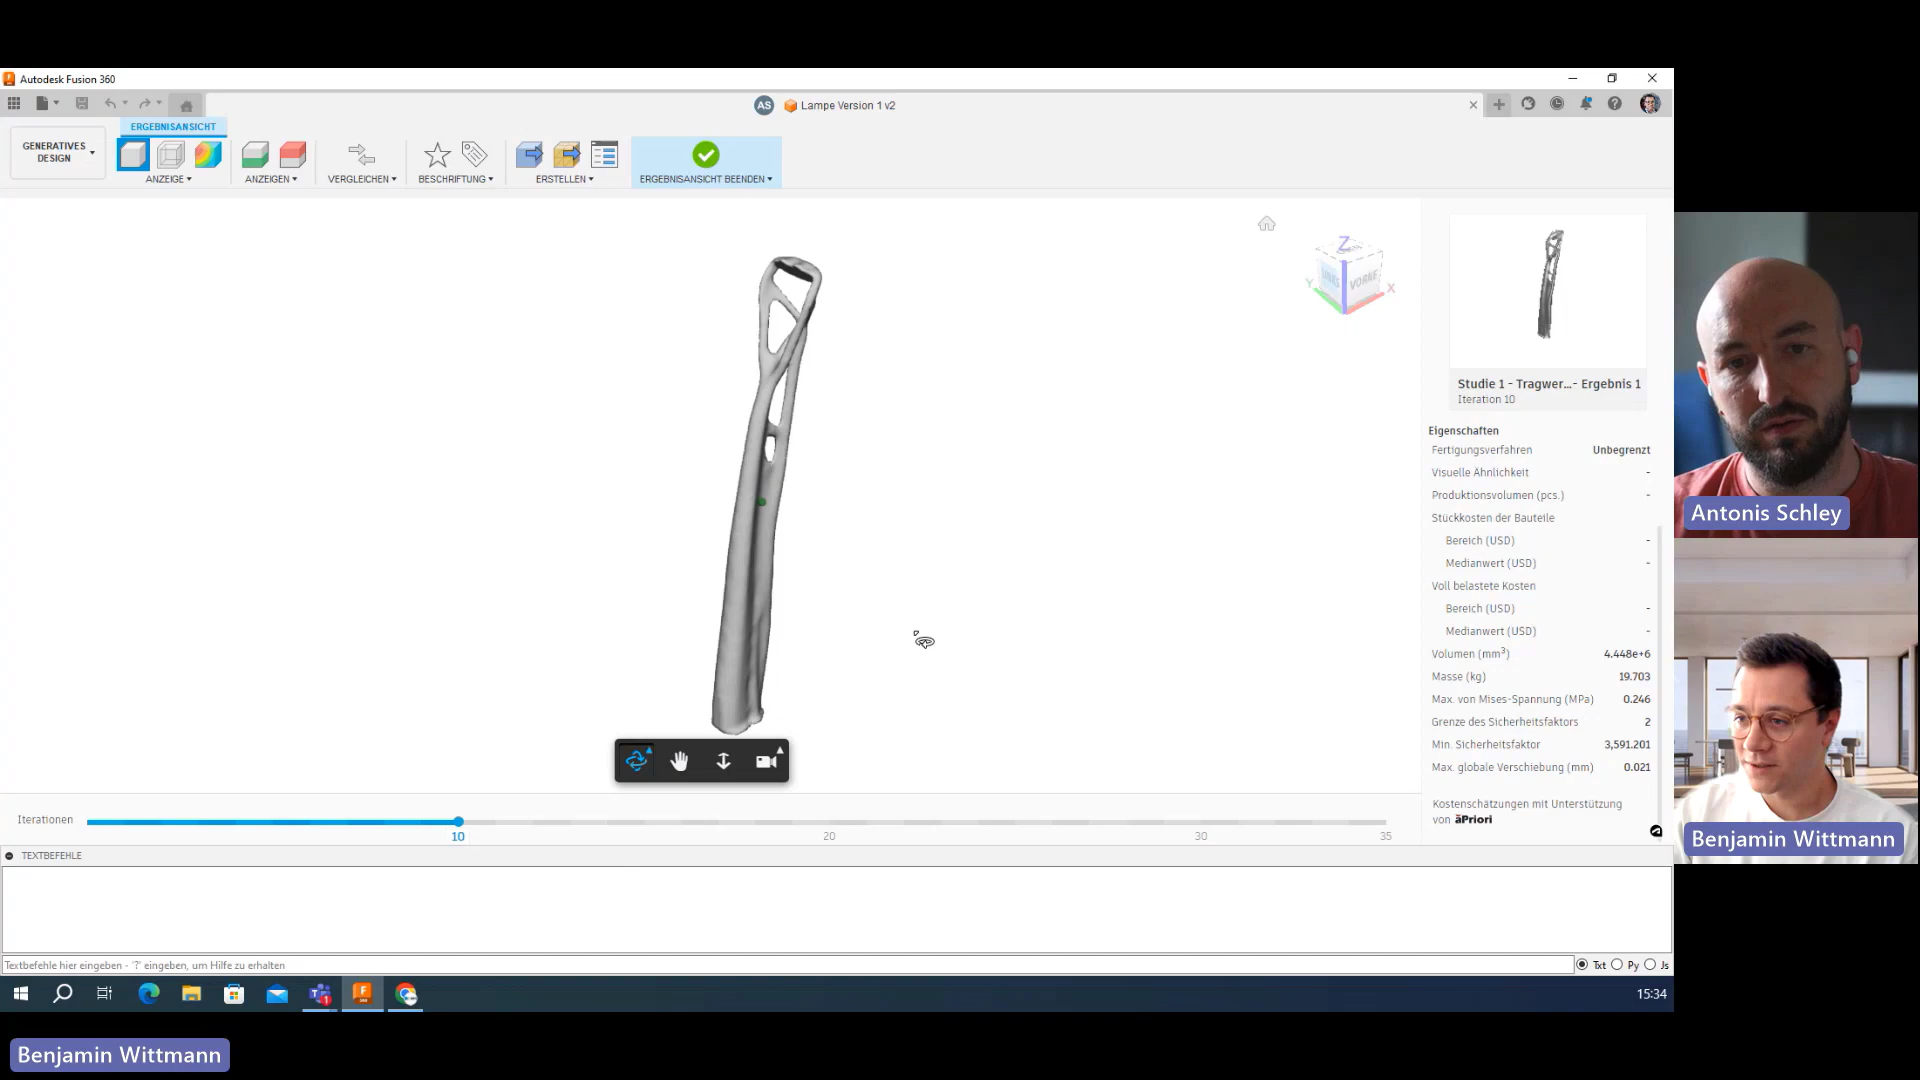 Autodesk Fusion 360
AS
Lampe Version 1 v2
GENERATIVES
DESIGN
ERGEBNISANSICHT
ANZEIGE
ANZEIGEN
VERGLEICHEN
BESCHRIFTUNG
ERSTELLEN
ERGEBNISANSICHT BEENDEN
Z
LINKS
VORNE
Y
X
Studie 1 - Tragwer...- Ergebnis 1
Iteration 10
Eigenschaften
Fertigungsverfahren Unbegrenzt
Visuelle Ähnlichkeit -
Produktionsvolumen (pcs.) -
Stückkosten der Bauteile
Bereich (USD) -
Medianwert (USD) -
Voll belastete Kosten
Bereich (USD) -
Medianwert (USD) -
Volumen (mm³) 4.448e+6
Masse (kg) 19.703
Max. von Mises-Spannung (MPa) 0.246
Grenze des Sicherheitsfaktors 2
Min. Sicherheitsfaktor 3,591.201
Max. globale Verschiebung (mm) 0.021
Kostenschätzungen mit Unterstützung
von aPriori
Iterationen
10 20 30 35
TEXTBEFEHLE
Textbefehle hier eingeben - '?' eingeben, um Hilfe zu erhalten
Txt Py Js
15:34
Antonis Schley
Benjamin Wittmann
Benjamin Wittmann